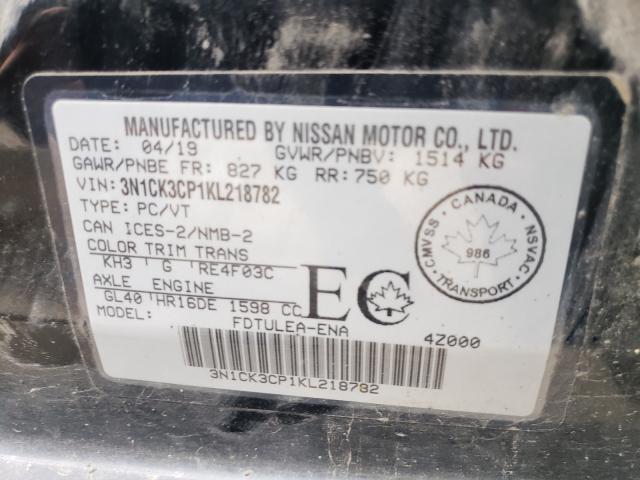 MANUFACTURED BY NISSAN MOTOR CO., LTD.
DATE: 04/19 GVWR/PNBV: 1514 KG
GAWR/PNBE FR: 827 KG RR: 750 KG
VIN: 3N1CK3CP1KL218782
TYPE: PC/VT
CAN ICES-2/NMB-2
COLOR TRIM TRANS
KH3 ' G ' RE4F03C
AXLE ENGINE
GL40 ' HR16DE 1598 CC
MODEL: FDTULEA-ENA
EC
CANADA
CMVSS 986 NSVAC
TRANSPORT
4Z000
3N1CK3CP1KL218782